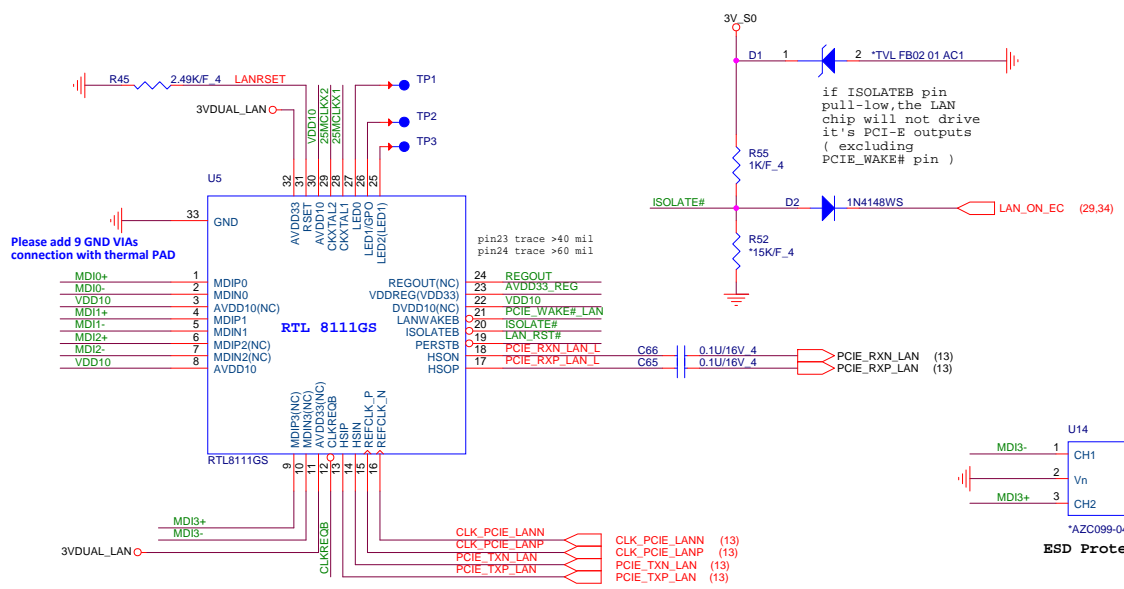 3V_S0
D1 1 2 *TVL FB02 01 AC1
if ISOLATEB pin
pull-low,the LAN
chip will not drive
it's PCI-E outputs
( excluding
PCIE_WAKE# pin )
R55
1K/F_4
ISOLATE#
D2 1N4148WS LAN_ON_EC (29,34)
R52
*15K/F_4
R45 2.49K/F_4 LANRSET
3VDUAL_LAN
VDD10
25MCLKX2
25MCLKX1
TP1
TP2
TP3
U5
32 31 30 29 28 27 26 25
AVDD33
RSET
AVDD10
CKXTAL2
CKXTAL1
LED0
LED1/GPO
LED2(LED1)
33 GND
Please add 9 GND VIAs
connection with thermal PAD
pin23 trace >40 mil
pin24 trace >60 mil
MDI0+ 1 MDIP0
MDI0- 2 MDIN0
VDD10 3 AVDD10(NC)
MDI1+ 4 MDIP1
MDI1- 5 MDIN1
MDI2+ 6 MDIP2(NC)
MDI2- 7 MDIN2(NC)
VDD10 8 AVDD10
RTL 8111GS
REGOUT(NC) 24 REGOUT
VDDREG(VDD33) 23 AVDD33_REG
DVDD10(NC) 22 VDD10
LANWAKEB 21 PCIE_WAKE#_LAN
ISOLATEB 20 ISOLATE#
PERSTB 19 LAN_RST#
HSON 18 PCIE_RXN_LAN_L C66 0.1U/16V_4 PCIE_RXN_LAN (13)
HSOP 17 PCIE_RXP_LAN_L C65 0.1U/16V_4 PCIE_RXP_LAN (13)
MDIP3(NC)
MDIN3(NC)
AVDD33(NC)
CLKREQB
HSIP
HSIN
REFCLK_P
REFCLK_N
RTL8111GS
9 10 11 12 13 14 15 16
MDI3+
MDI3-
3VDUAL_LAN
CLKREQB
CLK_PCIE_LANN CLK_PCIE_LANN (13)
CLK_PCIE_LANP CLK_PCIE_LANP (13)
PCIE_TXN_LAN PCIE_TXN_LAN (13)
PCIE_TXP_LAN PCIE_TXP_LAN (13)
U14
MDI3- 1 CH1
2 Vn
MDI3+ 3 CH2
*AZC099-04
ESD Prote